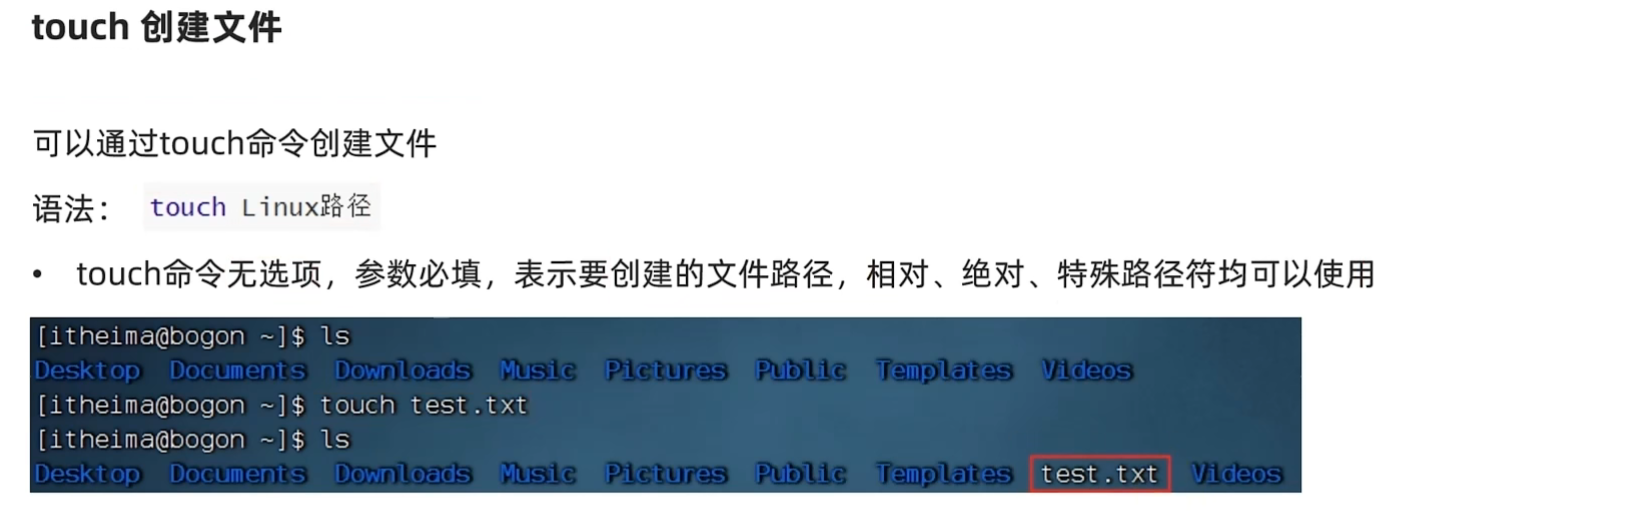 touch 创建文件
可以通过touch命令创建文件
语法： touch Linux路径
• touch命令无选项，参数必填，表示要创建的文件路径，相对、绝对、特殊路径符均可以使用
[itheima@bogon ~]$ ls
Desktop Documents Downloads Music Pictures Public Templates Videos
[itheima@bogon ~]$ touch test.txt
[itheima@bogon ~]$ ls
Desktop Documents Downloads Music Pictures Public Templates test.txt Videos